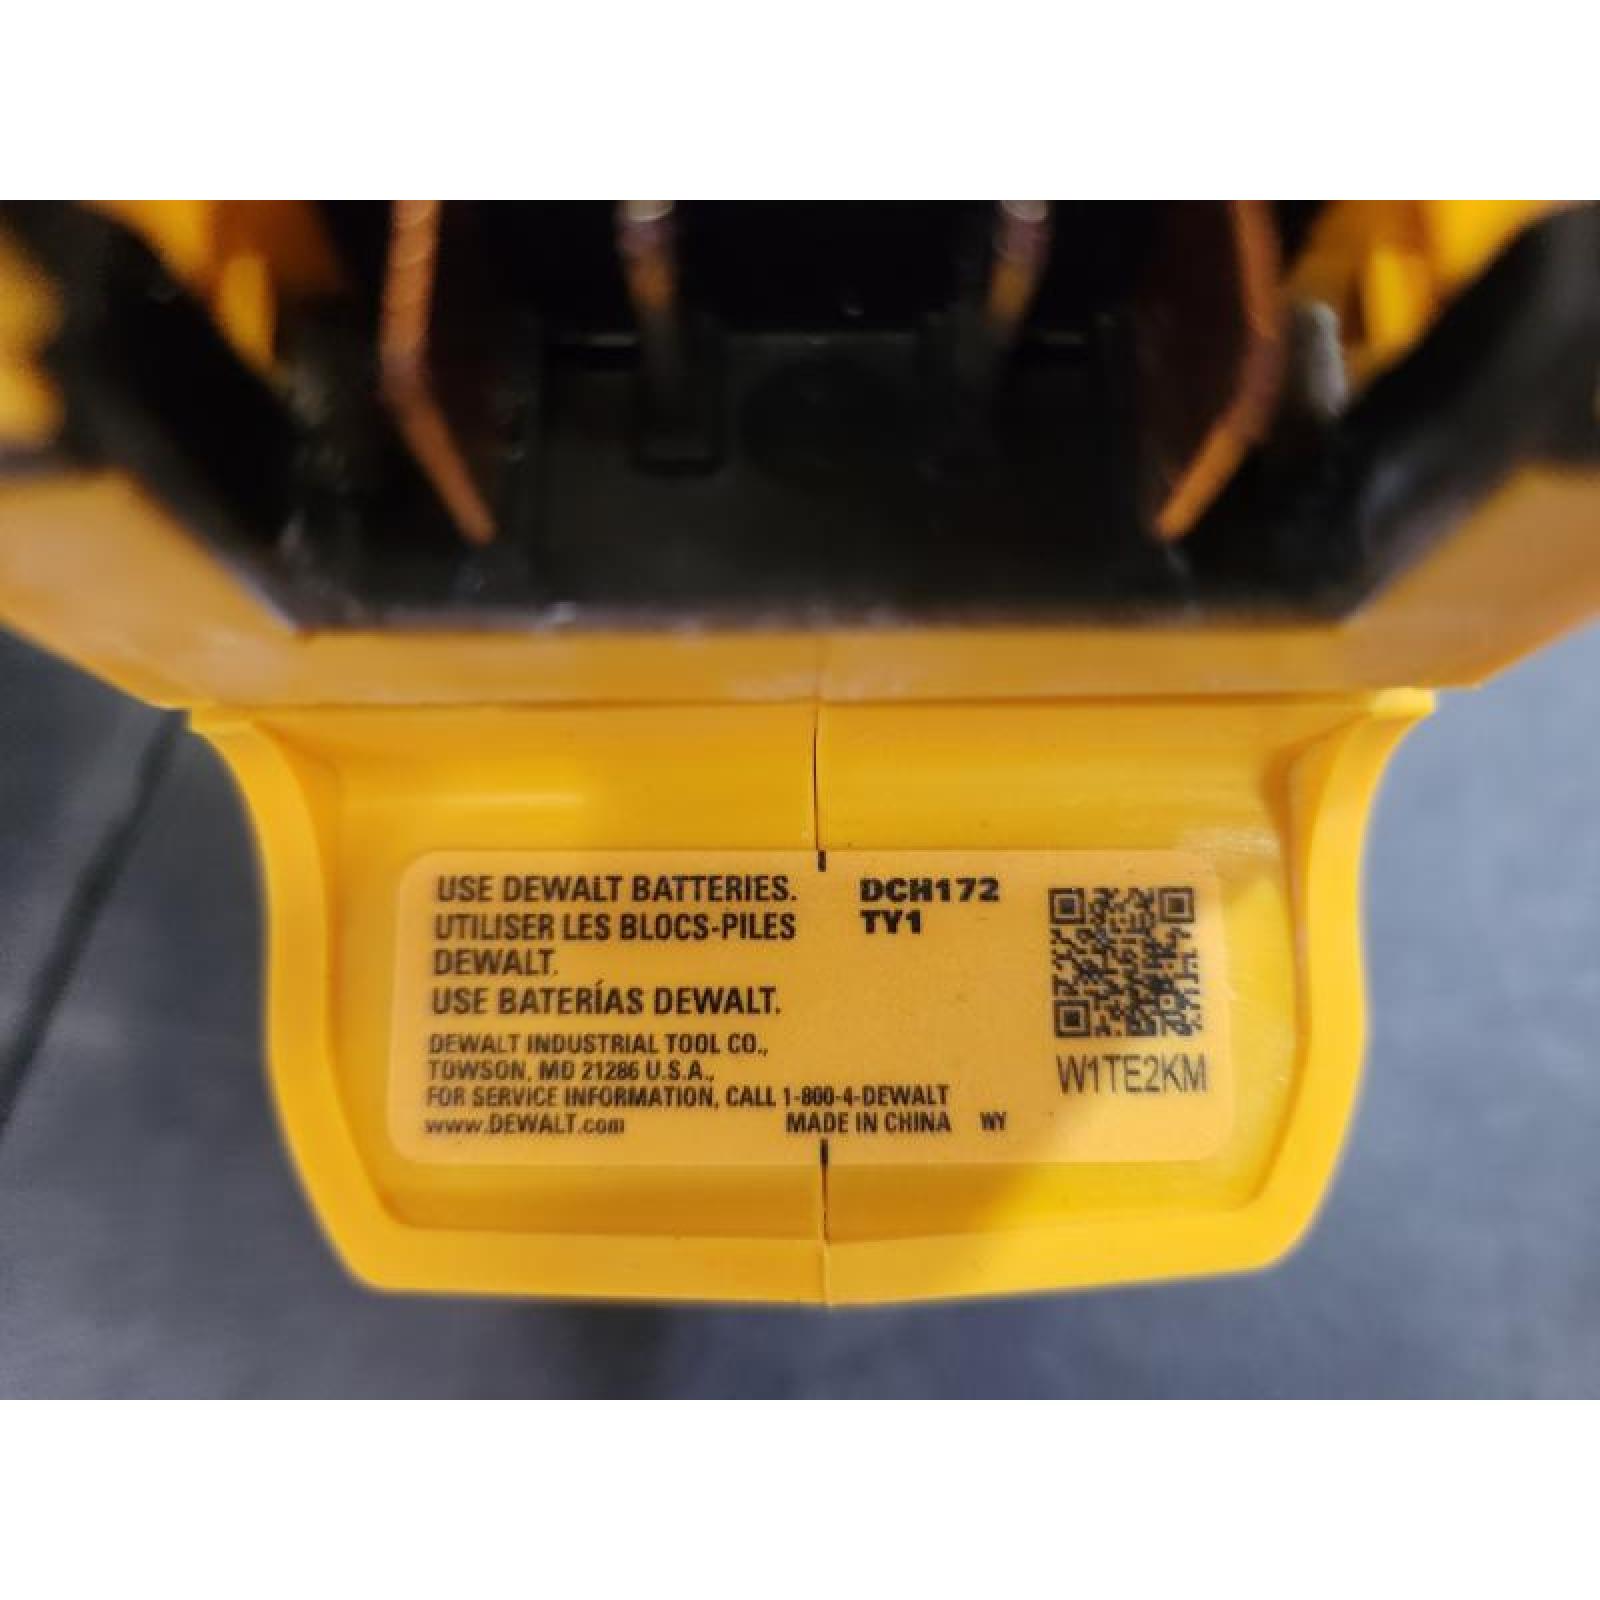 USE DEWALT BATTERIES.
UTILISER LES BLOCS-PILES
DEWALT.
USE BATERÍAS DEWALT.
DEWALT INDUSTRIAL TOOL CO.,
TOWSON, MD 21286 U.S.A.,
FOR SERVICE INFORMATION, CALL 1-800-4-DEWALT
www.DEWALT.com MADE IN CHINA WY
DCH172
TY1
W1TE2KM